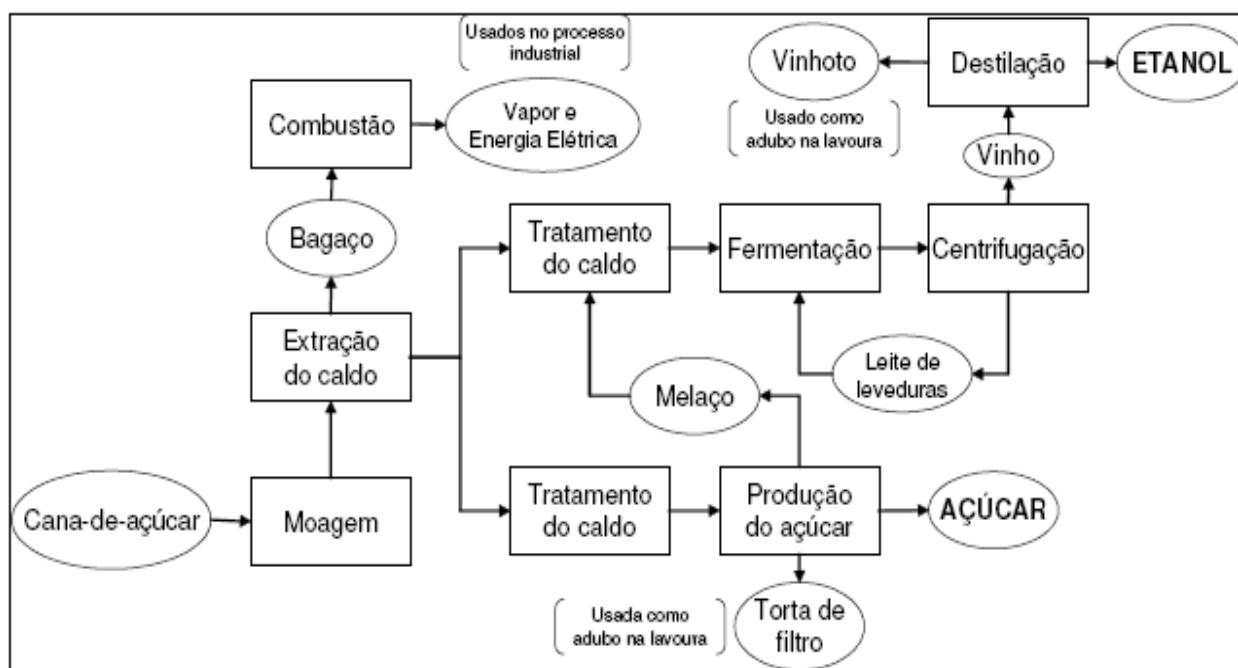 Usados no processo
industrial
Vinhoto
Destilação
ETANOL
Combustão
Vapor e
Energia Elétrica
Usado como
adubo na lavoura
Vinho
Bagaço
Tratamento
do caldo
Fermentação
Centrifugação
Extração
do caldo
Leite de
leveduras
Melaço
Cana-de-açúcar
Moagem
Tratamento
do caldo
Produção
do açúcar
AÇÚCAR
Usada como
adubo na lavoura
Torta de
filtro